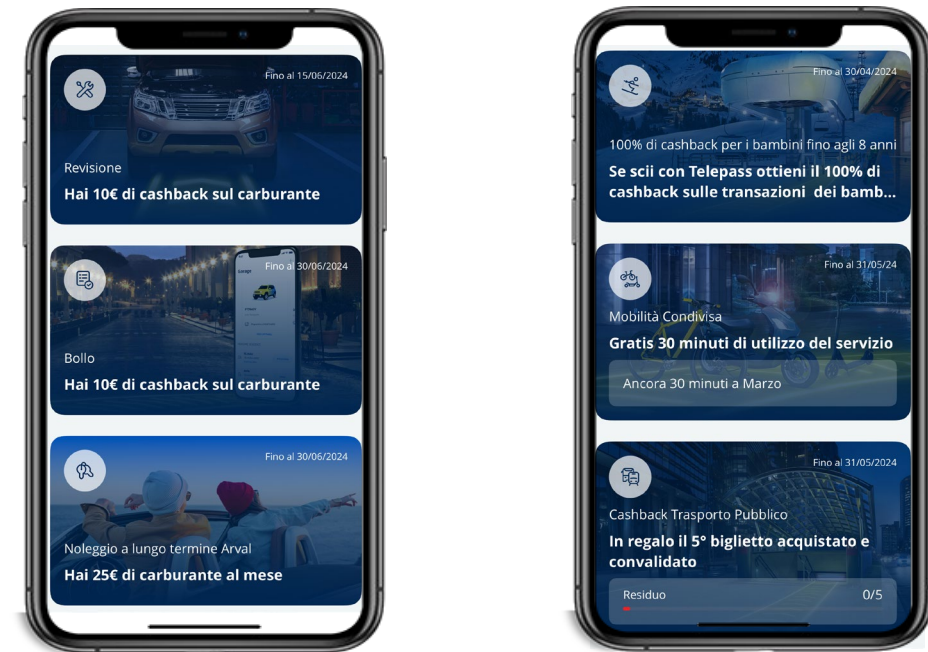 Fino al 15/06/2024
Revisione
Hai 10€ di cashback sul carburante
Fino al 30/06/2024
Bollo
Hai 10€ di cashback sul carburante
Fino al 30/06/2024
Noleggio a lungo termine Arval
Hai 25€ di carburante al mese
Fino al 30/04/2024
100% di cashback per i bambini fino agli 8 anni
Se scii con Telepass ottieni il 100% di
cashback sulle transazioni dei bamb...
Fino al 31/05/24
Mobilità Condivisa
Gratis 30 minuti di utilizzo del servizio
Ancora 30 minuti a Marzo
Fino al 31/05/2024
Cashback Trasporto Pubblico
In regalo il 5° biglietto acquistato e
convalidato
Residuo 0/5